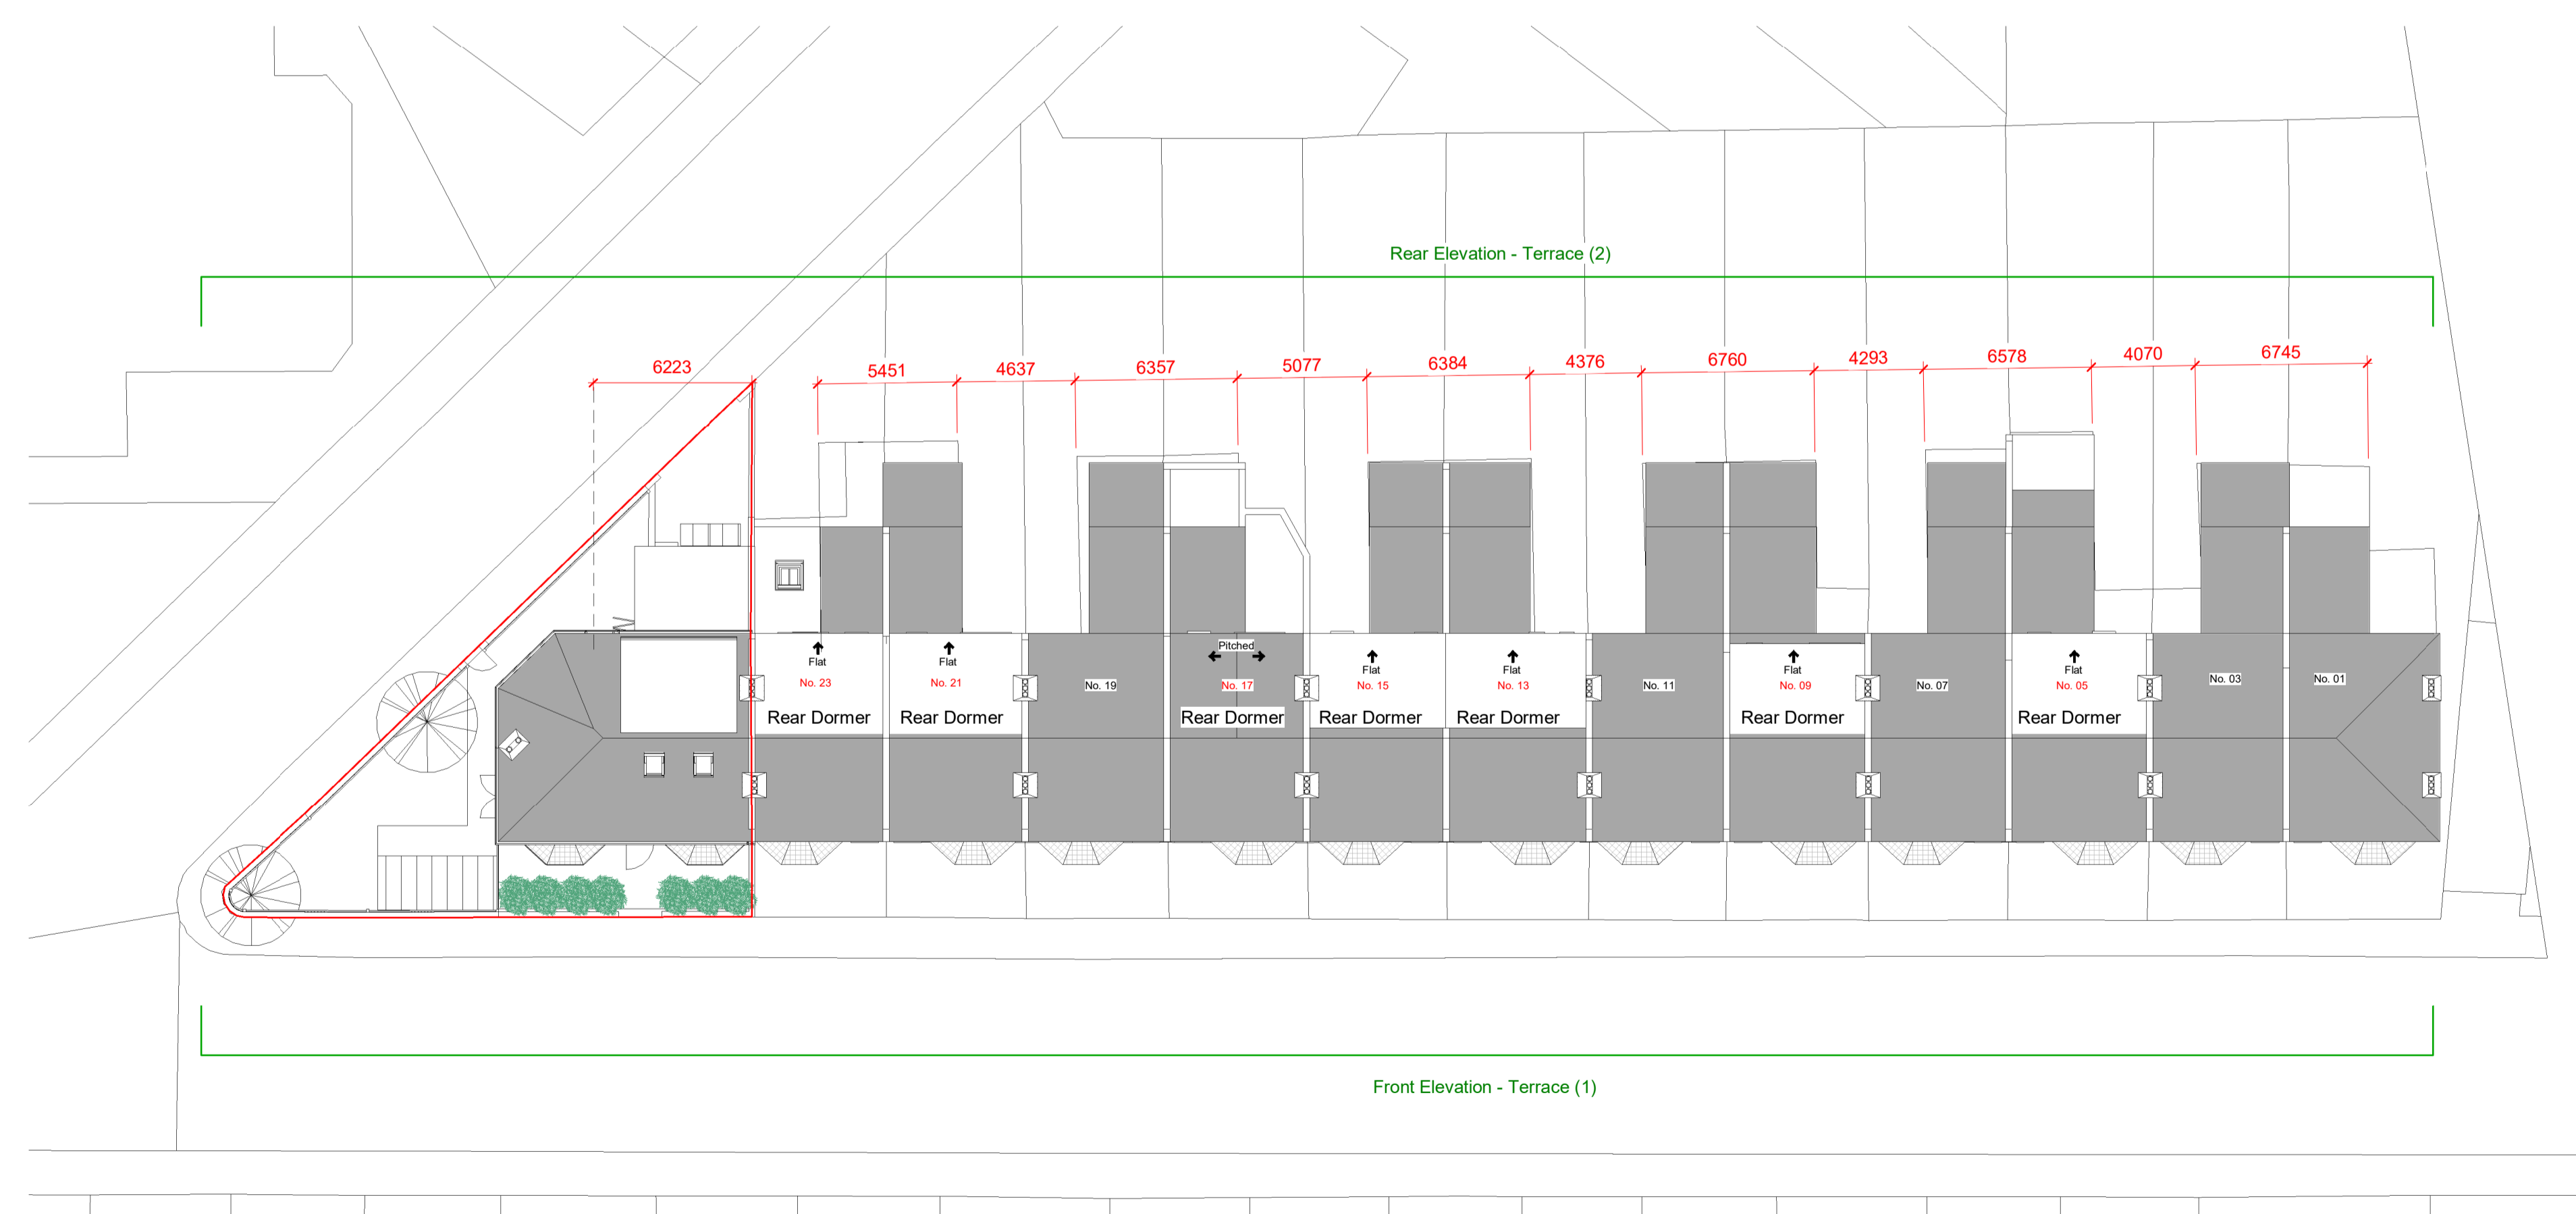 Rear Elevation - Terrace (2)
6223
5451
4637
6357
5077
6384
4376
6760
4293
6578
4070
6745
Flat
No. 23
Rear Dormer
Flat
No. 21
Rear Dormer
No. 19
Pitched
No. 17
Rear Dormer
Flat
No. 15
Rear Dormer
Flat
No. 13
Rear Dormer
No. 11
Flat
No. 09
Rear Dormer
No. 07
Flat
No. 05
Rear Dormer
No. 03
No. 01
Front Elevation - Terrace (1)